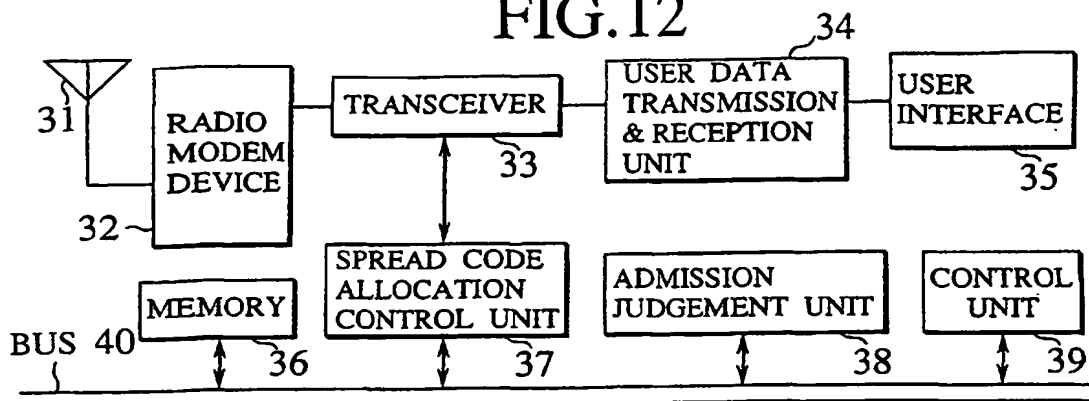 FIG.12
31
RADIO
MODEM
DEVICE
32
TRANSCEIVER
33
34
USER DATA
TRANSMISSION
& RECEPTION
UNIT
USER
INTERFACE
35
MEMORY
36
SPREAD CODE
ALLOCATION
CONTROL UNIT
37
ADMISSION
JUDGEMENT UNIT
38
CONTROL
UNIT
39
BUS 40